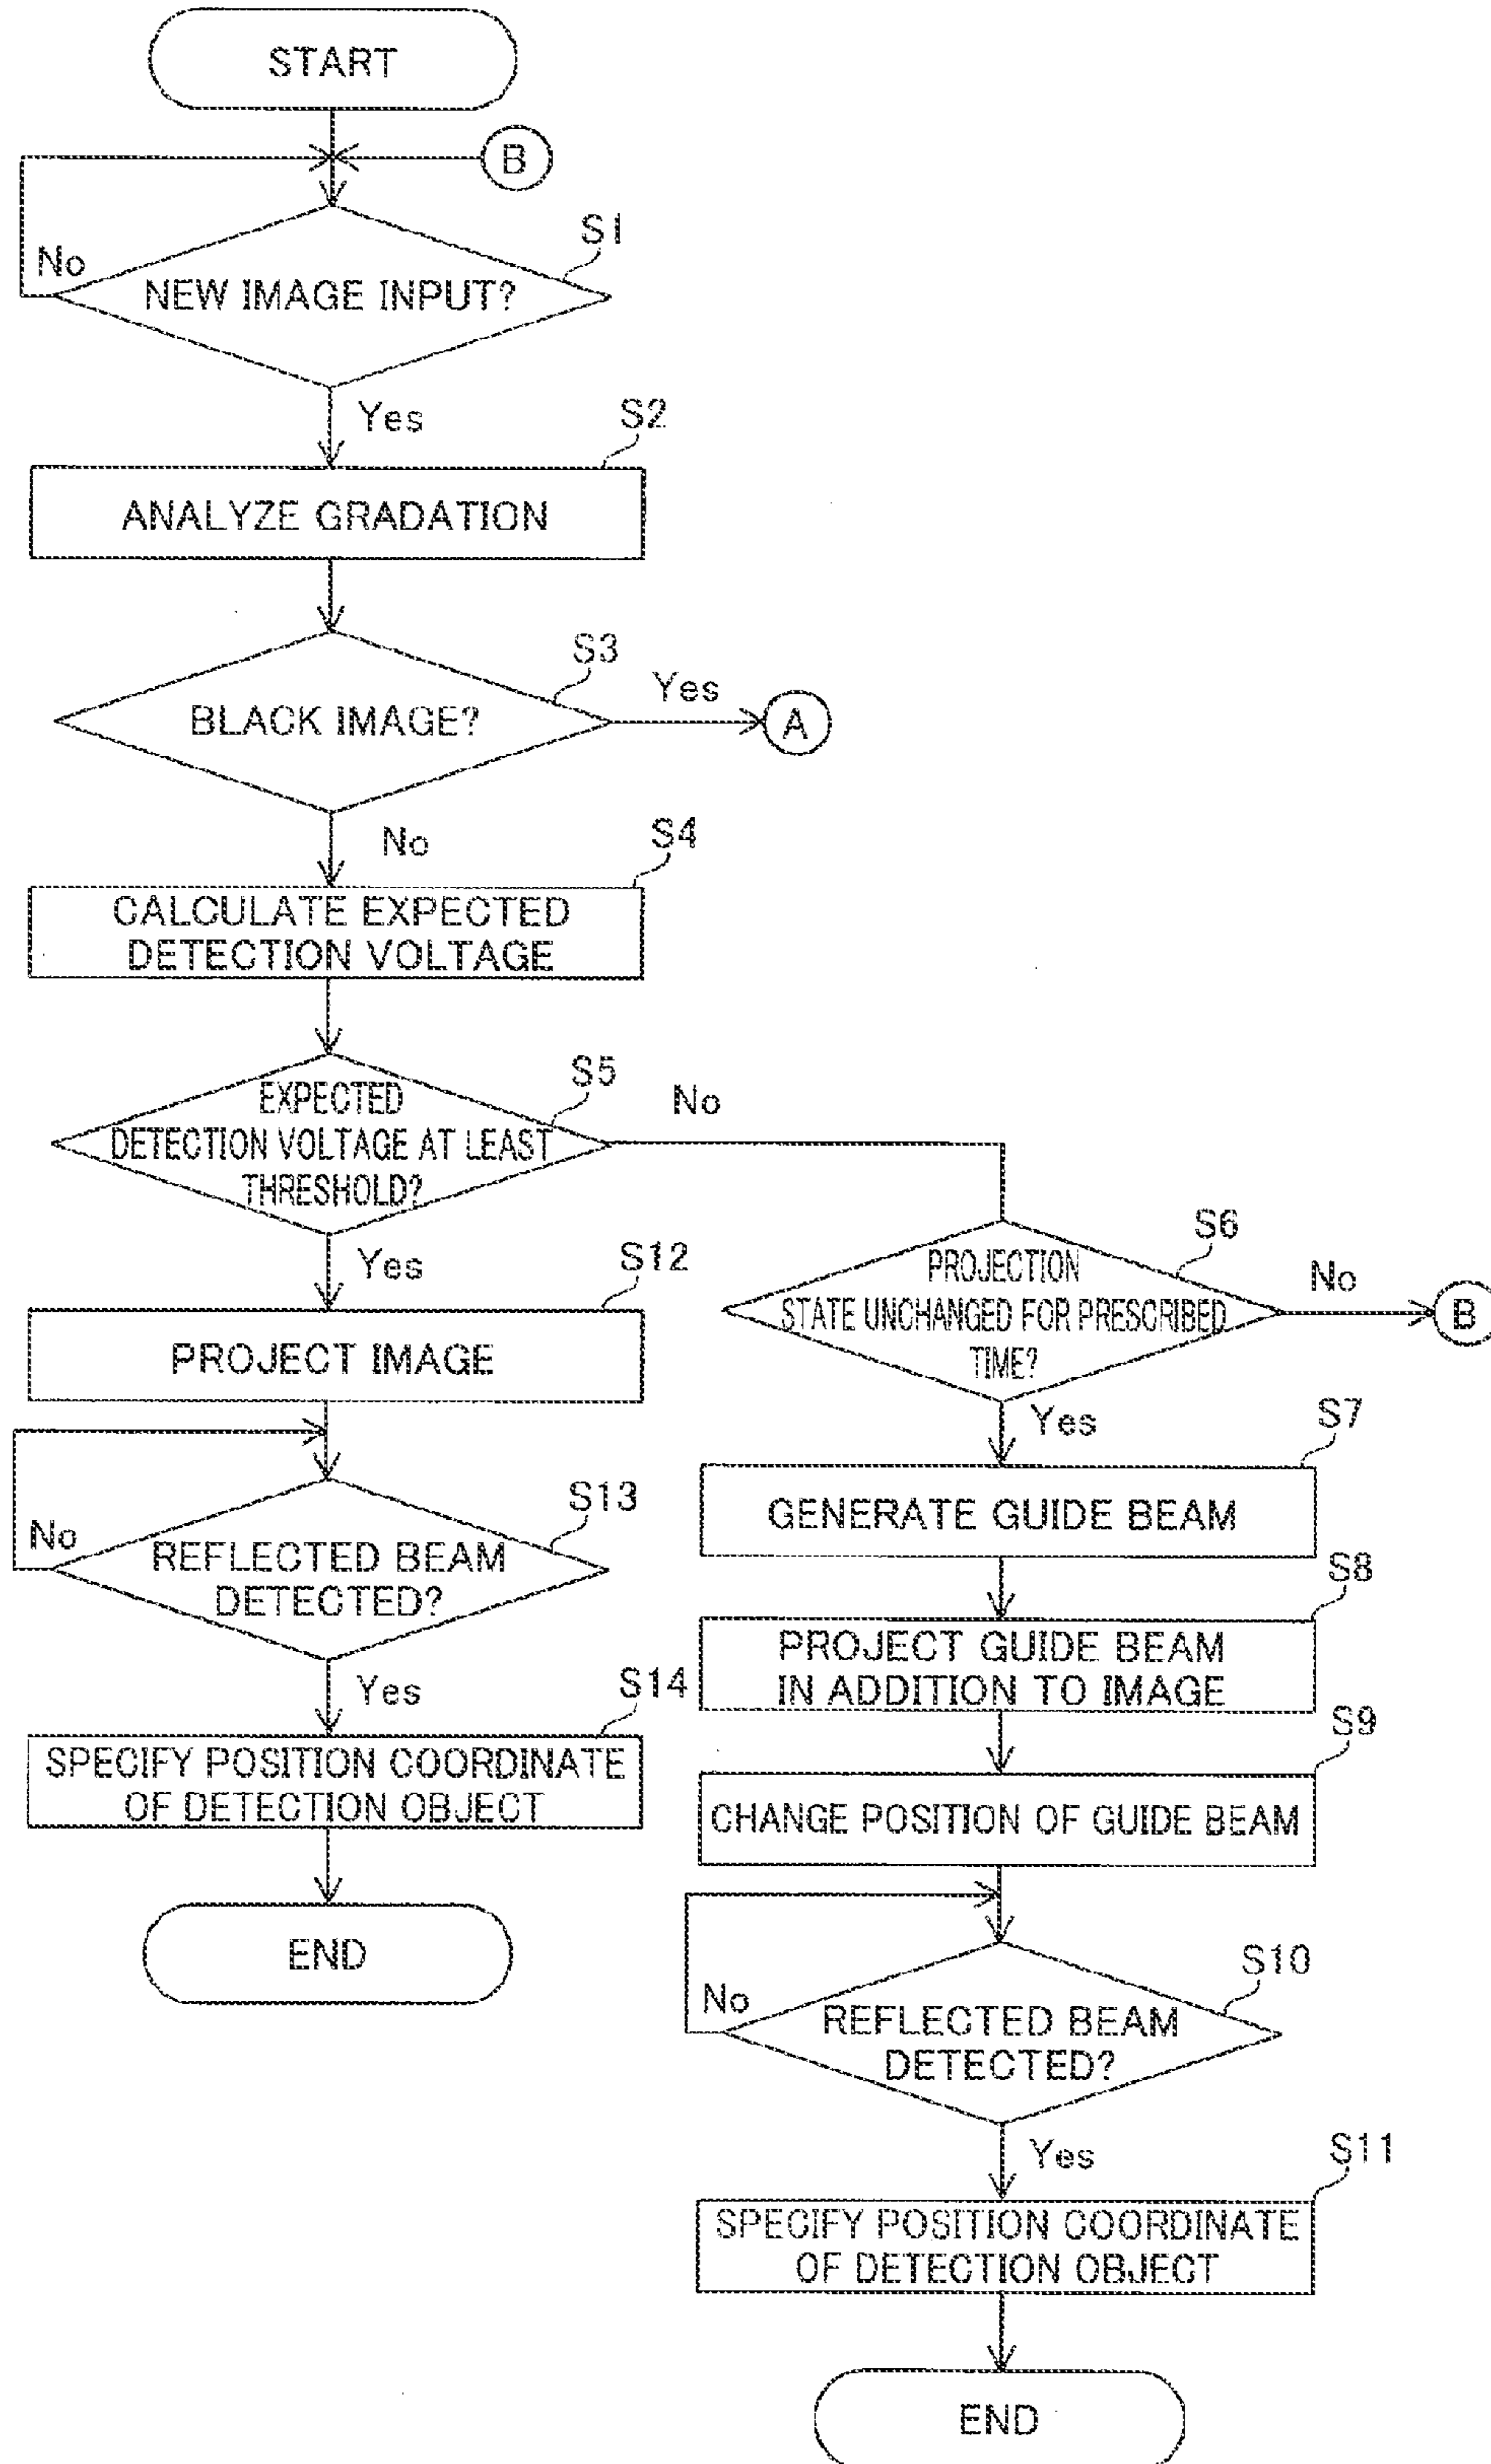 START
B
S1
No
NEW IMAGE INPUT?
Yes
S2
ANALYZE GRADATION
S3
Yes
BLACK IMAGE?
A
No
S4
CALCULATE EXPECTED
DETECTION VOLTAGE
S5
No
EXPECTED
DETECTION VOLTAGE AT LEAST
THRESHOLD?
Yes
S12
PROJECT IMAGE
S13
No
REFLECTED BEAM
DETECTED?
Yes
S14
SPECIFY POSITION COORDINATE
OF DETECTION OBJECT
END
S6
PROJECTION
STATE UNCHANGED FOR PRESCRIBED
TIME?
No
B
Yes
S7
GENERATE GUIDE BEAM
S8
PROJECT GUIDE BEAM
IN ADDITION TO IMAGE
S9
CHANGE POSITION OF GUIDE BEAM
S10
No
REFLECTED BEAM
DETECTED?
Yes
S11
SPECIFY POSITION COORDINATE
OF DETECTION OBJECT
END